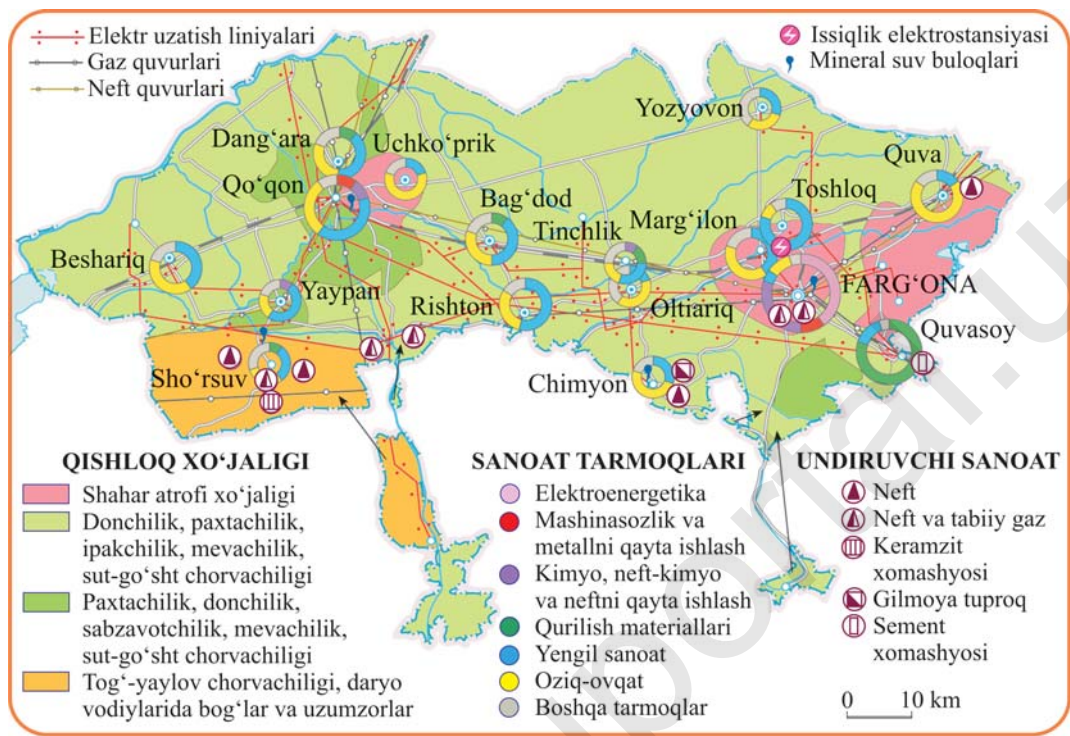 Elektr uzatish liniyalari
Gaz quvurlari
Neft quvurlari
Issiqlik elektrostansiyasi
Mineral suv buloqlari
Yozyovon
Dang‘ara
Uchko‘prik
Quva
Qo‘qon
Toshloq
Bag‘dod
Marg‘ilon
Tinchlik
Beshariq
FARG‘ONA
Yaypan
Rishton
Oltiariq
Quvasoy
Sho‘rsuv
Chimyon
QISHLOQ XO‘JALIGI
Shahar atrofi xo‘jaligi
Donchilik, paxtachilik,
ipakchilik, mevachilik,
sut-go‘sht chorvachiligi
Paxtachilik, donchilik,
sabzavotchilik, mevachilik,
sut-go‘sht chorvachiligi
Tog‘-yaylov chorvachiligi, daryo
vodiylarida bog‘lar va uzumzorlar
SANOAT TARMOQLARI
Elektroenergetika
Mashinasozlik va
metallni qayta ishlash
Kimyo, neft-kimyo
va neftni qayta ishlash
Qurilish materiallari
Yengil sanoat
Oziq-ovqat
Boshqa tarmoqlar
UNDIRUVCHI SANOAT
Neft
Neft va tabiiy gaz
Keramzit
xomashyosi
Gilmoya tuproq
Sement
xomashyosi
0 10 km